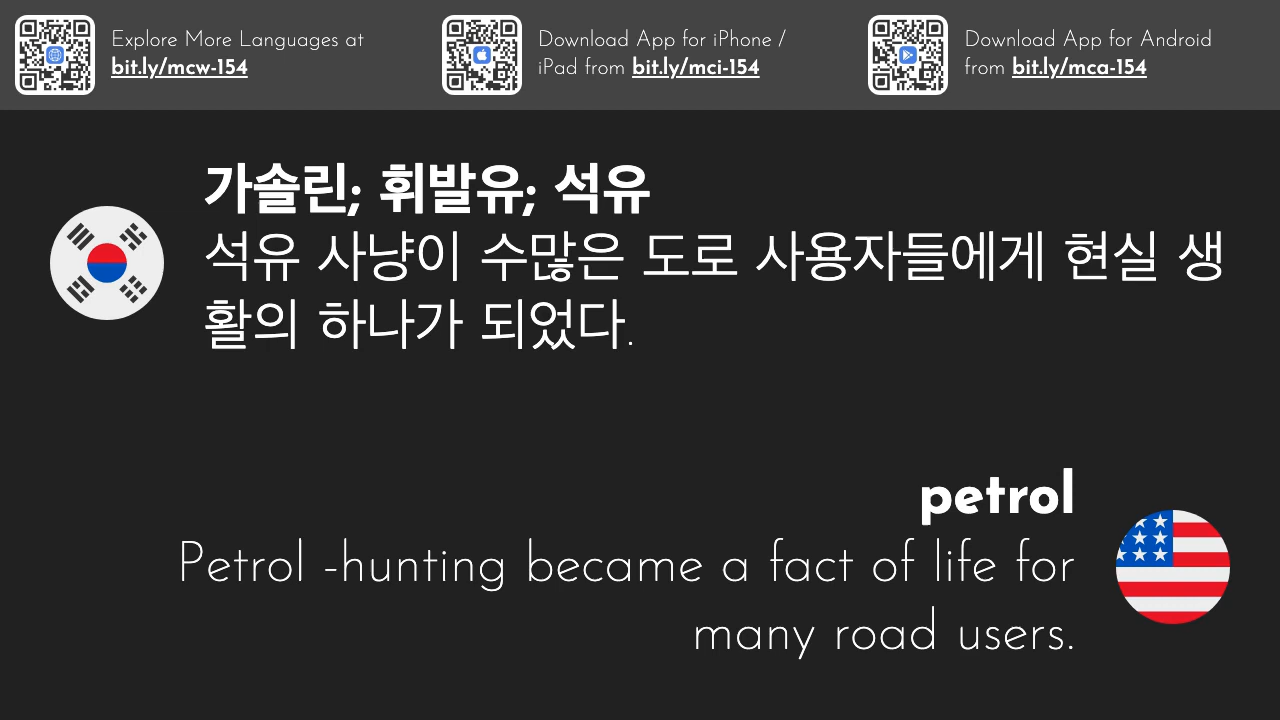 Explore More Languages at
bit.ly/mcw-154
Download App for iPhone /
iPad from bit.ly/mci-154
Download App for Android
from bit.ly/mca-154
가솔린; 휘발유; 석유
석유 사냥이 수많은 도로 사용자들에게 현실 생
활의 하나가 되었다.
petrol
Petrol -hunting became a fact of life for
many road users.